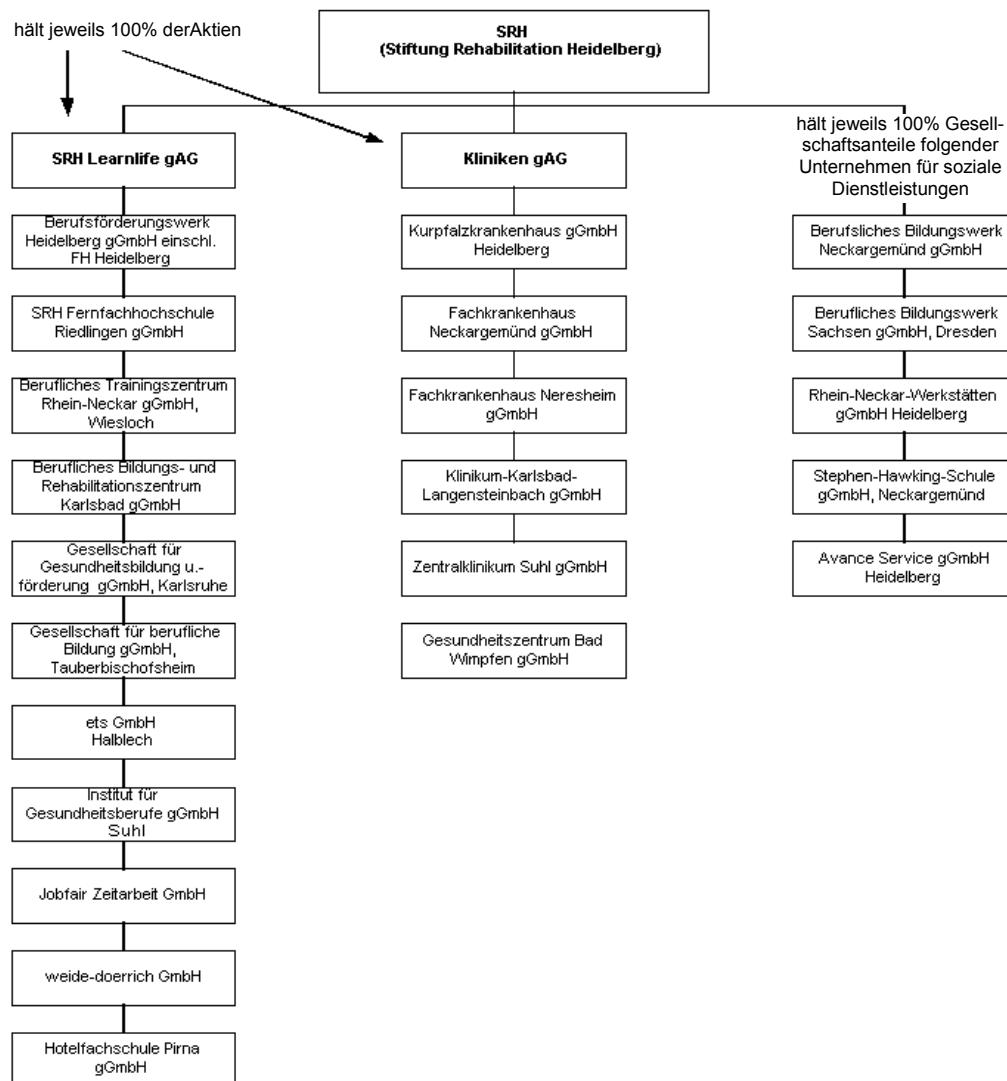 hält jeweils 100% derAktien
SRH
(Stiftung Rehabilitation Heidelberg)
SRH Learnlife gAG
Berufsförderungswerk
Heidelberg gGmbH einschl.
FH Heidelberg
SRH Fernfachhochschule
Riedlingen gGmbH
Berufliches Trainingszentrum
Rhein-Neckar gGmbH,
Wiesloch
Berufliches Bildungs- und
Rehabilitationszentrum
Karlsbad gGmbH
Gesellschaft für
Gesundheitsbildung u.-
förderung gGmbH, Karlsruhe
Gesellschaft für berufliche
Bildung gGmbH,
Tauberbischofsheim
ets GmbH
Halblech
Institut für
Gesundheitsberufe gGmbH
Suhl
Jobfair Zeitarbeit GmbH
weide-doerrich GmbH
Hotelfachschule Pirna
gGmbH
Kliniken gAG
Kurpfalzkrankenhaus gGmbH
Heidelberg
Fachkrankenhaus
Neckargemünd gGmbH
Fachkrankenhaus Neresheim
gGmbH
Klinikum-Karlsbad-
Langensteinbach gGmbH
Zentralklinikum Suhl gGmbH
Gesundheitszentrum Bad
Wimpfen gGmbH
hält jeweils 100% Gesell-
schaftsanteile folgender
Unternehmen für soziale
Dienstleistungen
Berufsliches Bildungswerk
Neckargemünd gGmbH
Berufliches Bildungswerk
Sachsen gGmbH, Dresden
Rhein-Neckar-Werkstätten
gGmbH Heidelberg
Stephen-Hawking-Schule
gGmbH, Neckargemünd
Avance Service gGmbH
Heidelberg